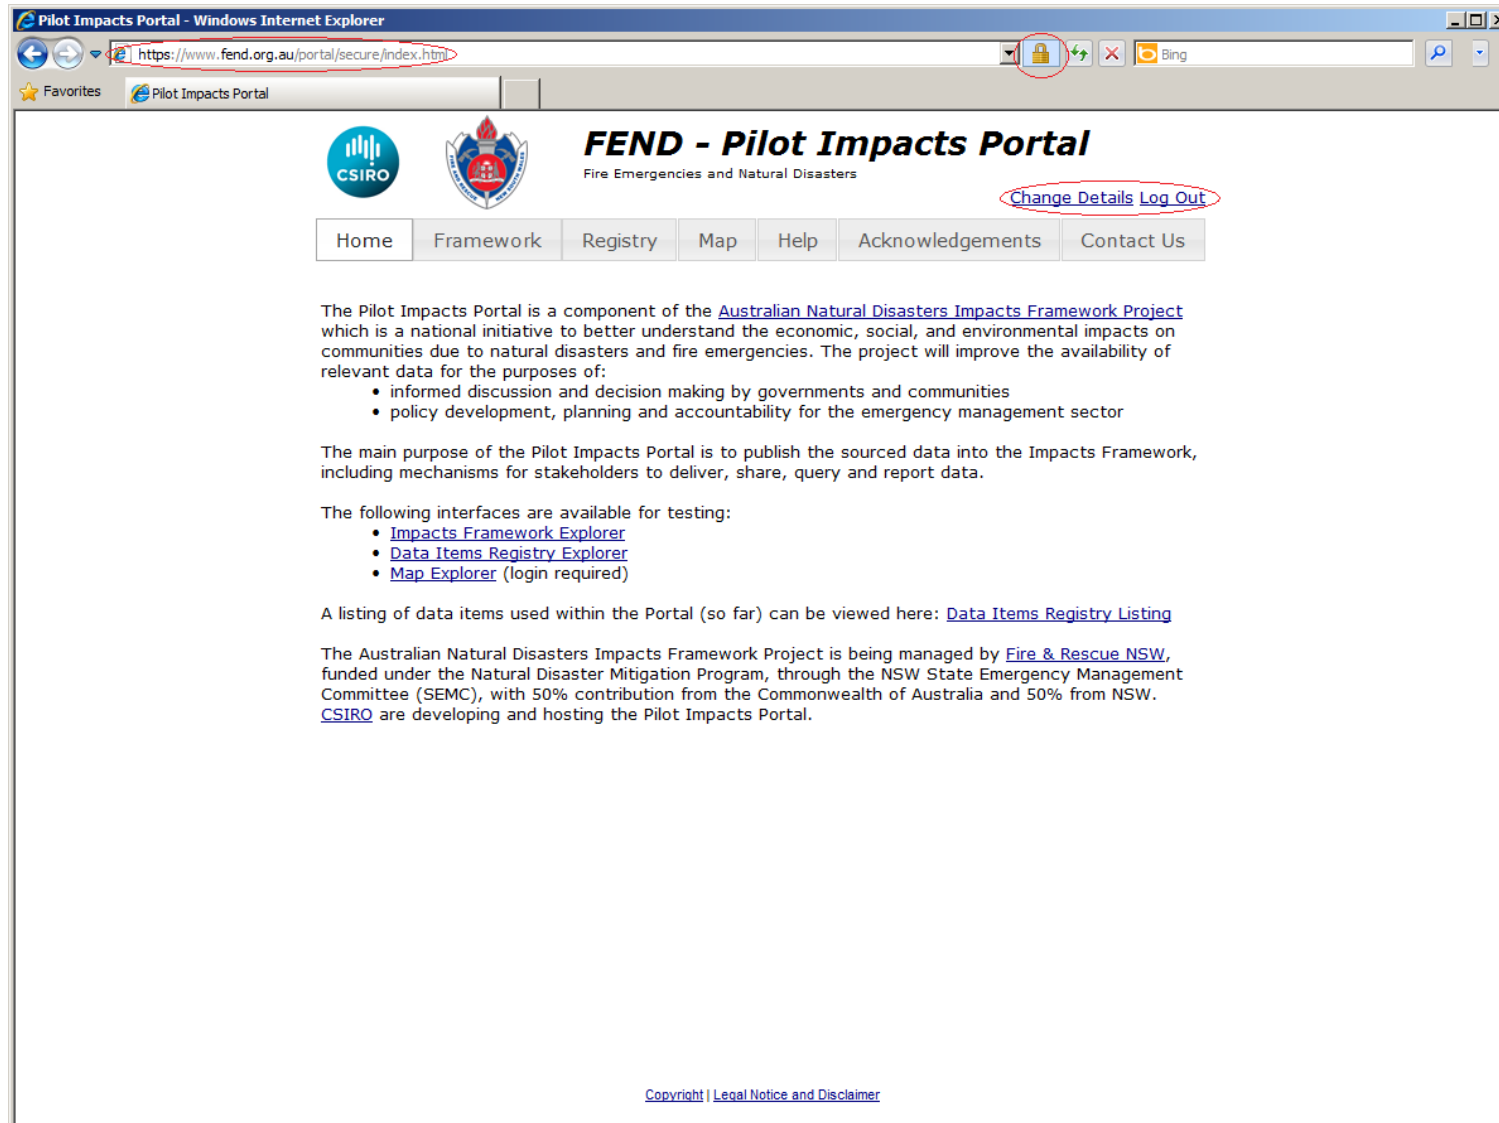 Pilot Impacts Portal - Windows Internet Explorer
https://www.fend.org.au/portal/secure/index.html
Bing
Favorites
Pilot Impacts Portal
CSIRO
FIRE AND RESCUE NEW SOUTH WALES
FEND - Pilot Impacts Portal
Fire Emergencies and Natural Disasters
Change Details Log Out
Home Framework Registry Map Help Acknowledgements Contact Us
The Pilot Impacts Portal is a component of the Australian Natural Disasters Impacts Framework Project
which is a national initiative to better understand the economic, social, and environmental impacts on
communities due to natural disasters and fire emergencies. The project will improve the availability of
relevant data for the purposes of:
• informed discussion and decision making by governments and communities
• policy development, planning and accountability for the emergency management sector
The main purpose of the Pilot Impacts Portal is to publish the sourced data into the Impacts Framework,
including mechanisms for stakeholders to deliver, share, query and report data.
The following interfaces are available for testing:
• Impacts Framework Explorer
• Data Items Registry Explorer
• Map Explorer (login required)
A listing of data items used within the Portal (so far) can be viewed here: Data Items Registry Listing
The Australian Natural Disasters Impacts Framework Project is being managed by Fire & Rescue NSW,
funded under the Natural Disaster Mitigation Program, through the NSW State Emergency Management
Committee (SEMC), with 50% contribution from the Commonwealth of Australia and 50% from NSW.
CSIRO are developing and hosting the Pilot Impacts Portal.
Copyright | Legal Notice and Disclaimer